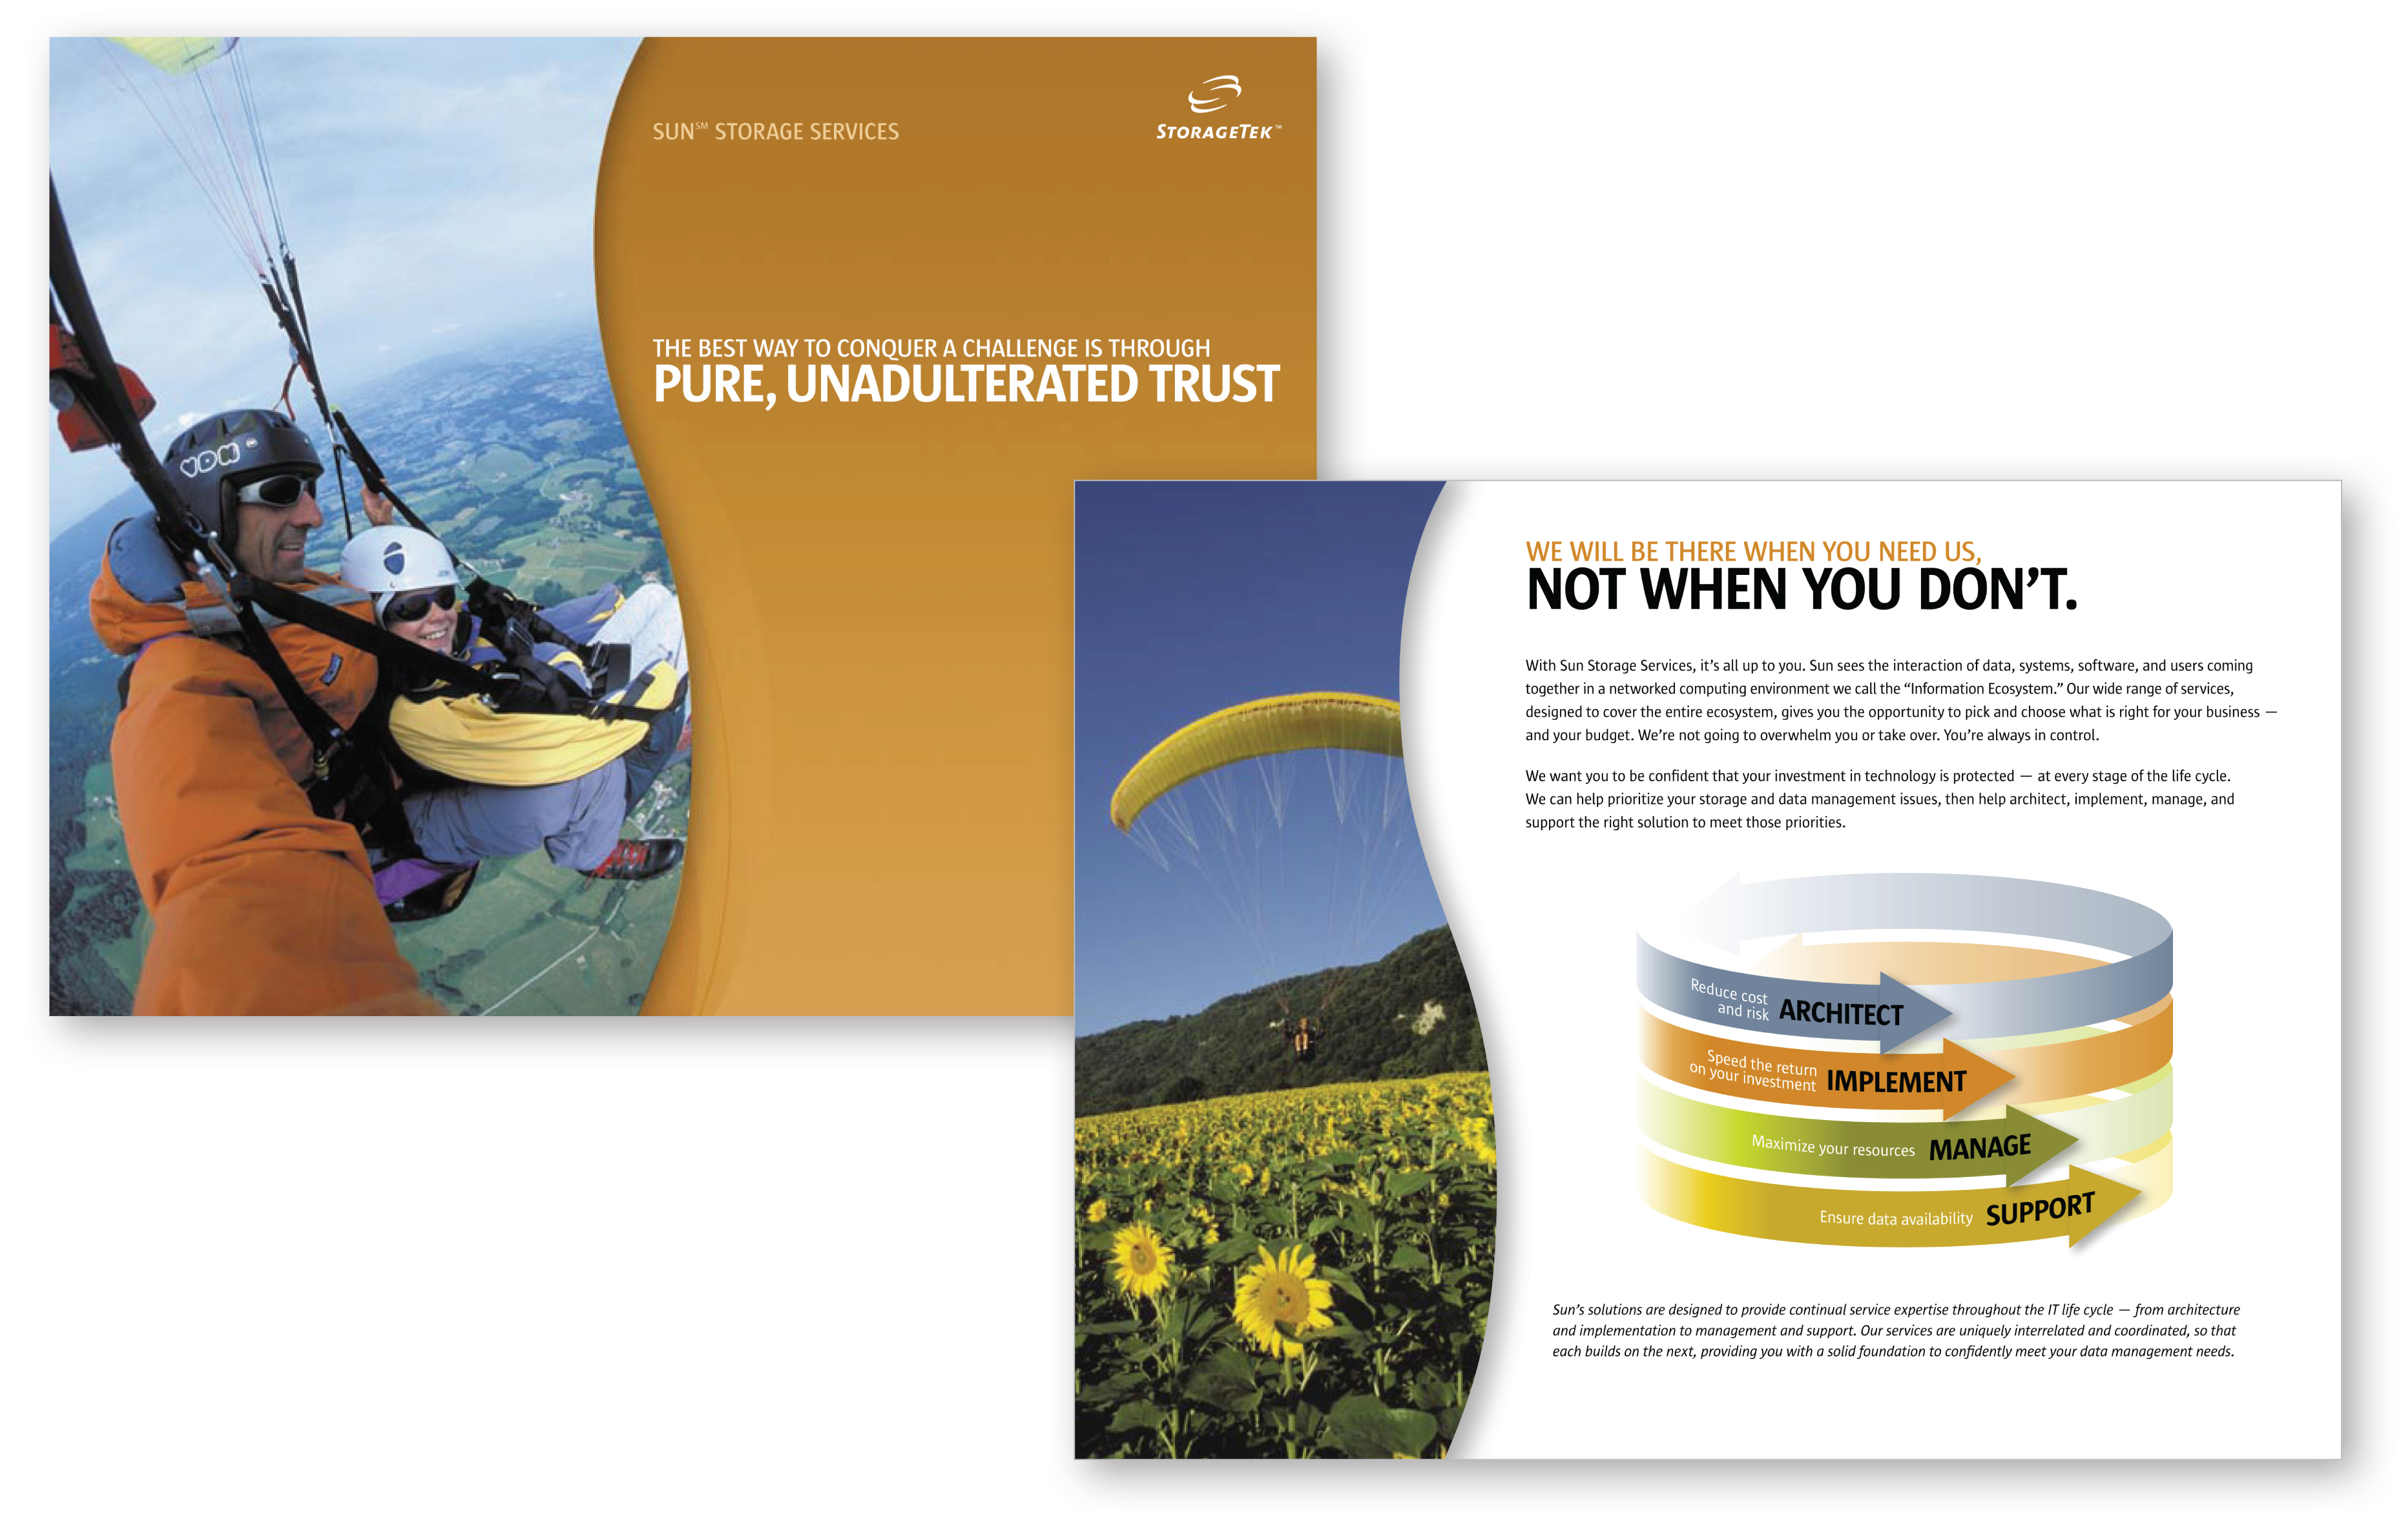 SUN℠ STORAGE SERVICES
STORAGETEK™
THE BEST WAY TO CONQUER A CHALLENGE IS THROUGH
PURE, UNADULTERATED TRUST
VDH
WE WILL BE THERE WHEN YOU NEED US,
NOT WHEN YOU DON’T.
With Sun Storage Services, it’s all up to you. Sun sees the interaction of data, systems, software, and users coming
together in a networked computing environment we call the “Information Ecosystem.” Our wide range of services,
designed to cover the entire ecosystem, gives you the opportunity to pick and choose what is right for your business —
and your budget. We’re not going to overwhelm you or take over. You’re always in control.
We want you to be confident that your investment in technology is protected — at every stage of the life cycle.
We can help prioritize your storage and data management issues, then help architect, implement, manage, and
support the right solution to meet those priorities.
Reduce cost
and risk ARCHITECT
Speed the return
on your investment IMPLEMENT
Maximize your resources MANAGE
Ensure data availability SUPPORT
Sun’s solutions are designed to provide continual service expertise throughout the IT life cycle — from architecture
and implementation to management and support. Our services are uniquely interrelated and coordinated, so that
each builds on the next, providing you with a solid foundation to confidently meet your data management needs.